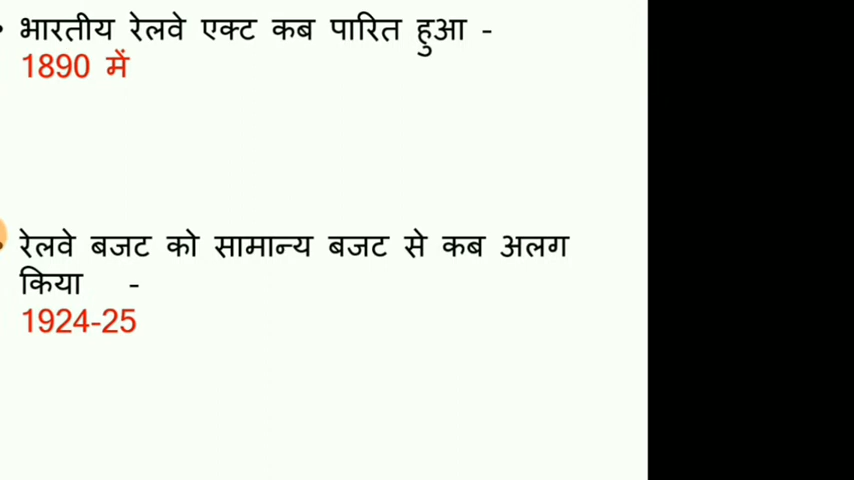 भारतीय रेलवे एक्ट कब पारित हुआ -
1890 में
रेलवे बजट को सामान्य बजट से कब अलग
किया -
1924-25